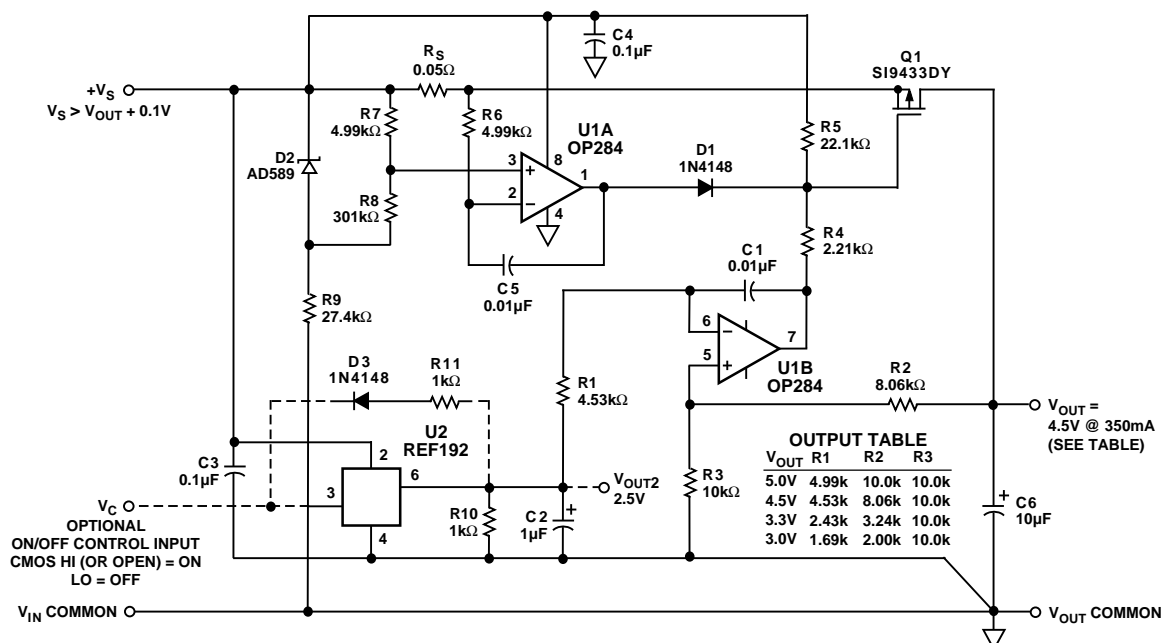 C4
0.1µF
RS
0.05Ω
Q1
SI9433DY
+VS
VS > VOUT + 0.1V
R7
4.99kΩ
R6
4.99kΩ
U1A
OP284
R5
22.1kΩ
D2
AD589
D1
1N4148
3
+
8
1
2
−
4
R8
301kΩ
R4
2.21kΩ
C5
0.01µF
C1
0.01µF
R9
27.4kΩ
6
−
7
5
+
U1B
OP284
D3
1N4148
R11
1kΩ
R1
4.53kΩ
R2
8.06kΩ
U2
REF192
VOUT =
4.5V @ 350mA
(SEE TABLE)
OUTPUT TABLE
VOUT R1 R2 R3
5.0V 4.99k 10.0k 10.0k
4.5V 4.53k 8.06k 10.0k
3.3V 2.43k 3.24k 10.0k
3.0V 1.69k 2.00k 10.0k
C3
0.1µF
2
6
3
4
VOUT2
2.5V
R3
10kΩ
R10
1kΩ
C2
1µF
+
+
C6
10µF
VC
OPTIONAL
ON/OFF CONTROL INPUT
CMOS HI (OR OPEN) = ON
LO = OFF
VIN COMMON
VOUT COMMON